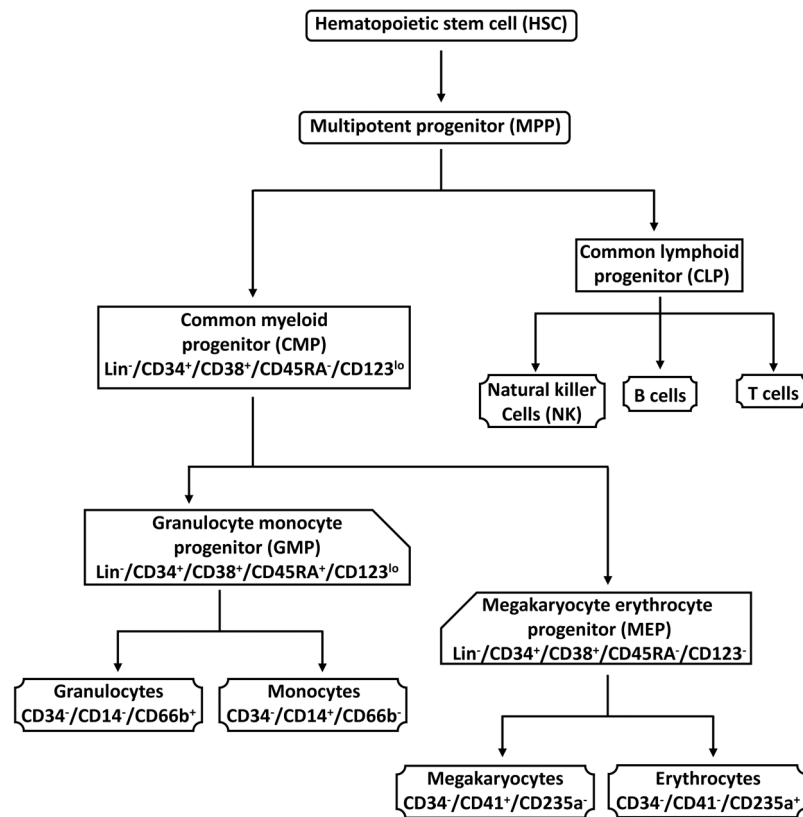 Hematopoietic stem cell (HSC)
Multipotent progenitor (MPP)
Common lymphoid
progenitor (CLP)
Common myeloid
progenitor (CMP)
Lin⁻/CD34⁺/CD38⁺/CD45RA⁻/CD123ˡᵒ
Natural killer
Cells (NK)
B cells
T cells
Granulocyte monocyte
progenitor (GMP)
Lin⁻/CD34⁺/CD38⁺/CD45RA⁺/CD123ˡᵒ
Megakaryocyte erythrocyte
progenitor (MEP)
Lin⁻/CD34⁺/CD38⁺/CD45RA⁻/CD123⁻
Granulocytes
CD34⁻/CD14⁻/CD66b⁺
Monocytes
CD34⁻/CD14⁺/CD66b⁻
Megakaryocytes
CD34⁻/CD41⁺/CD235a⁻
Erythrocytes
CD34⁻/CD41⁻/CD235a⁺